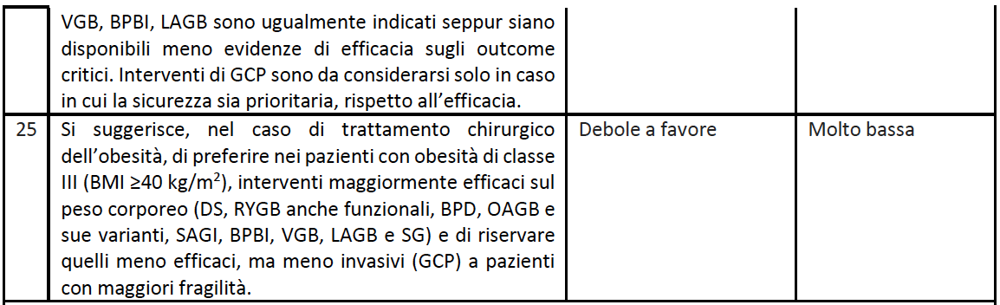 VGB, BPBI, LAGB sono ugualmente indicati seppur siano
disponibili meno evidenze di efficacia sugli outcome
critici. Interventi di GCP sono da considerarsi solo in caso
in cui la sicurezza sia prioritaria, rispetto all’efficacia.
25 Si suggerisce, nel caso di trattamento chirurgico Debole a favore Molto bassa
dell’obesità, di preferire nei pazienti con obesità di classe
III (BMI ≥40 kg/m²), interventi maggiormente efficaci sul
peso corporeo (DS, RYGB anche funzionali, BPD, OAGB e
sue varianti, SAGI, BPBI, VGB, LAGB e SG) e di riservare
quelli meno efficaci, ma meno invasivi (GCP) a pazienti
con maggiori fragilità.